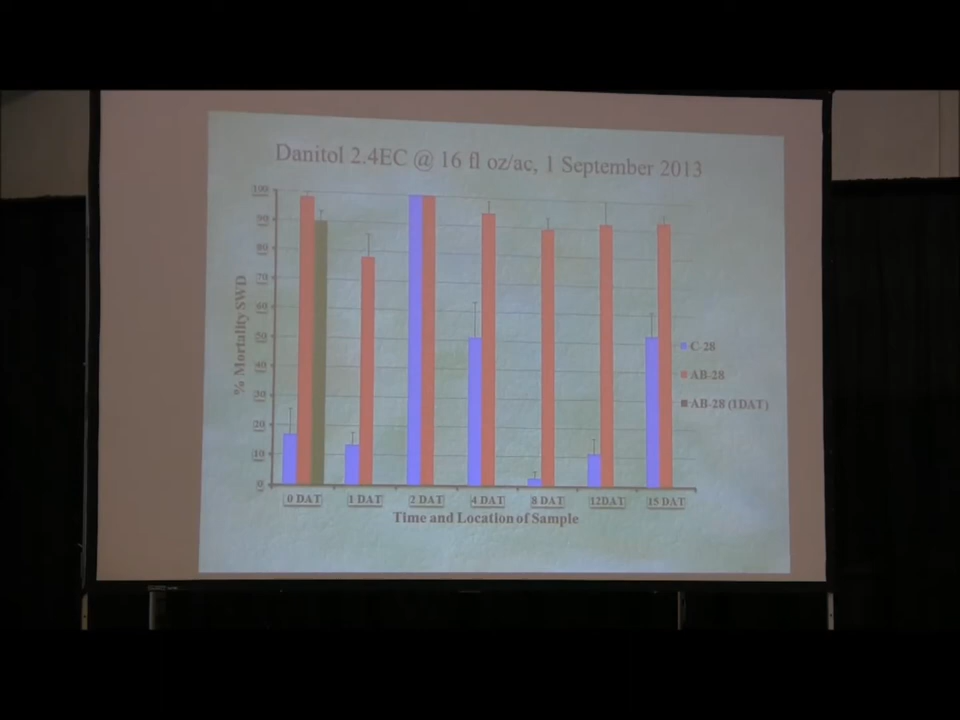 Danitol 2.4EC @ 16 fl oz/ac, 1 September 2013
100
90
80
70
60
50
40
30
20
10
0
% Mortality SWD
0 DAT 1 DAT 2 DAT 4 DAT 8 DAT 12DAT 15 DAT
Time and Location of Sample
C-28
AB-28
AB-28 (1DAT)